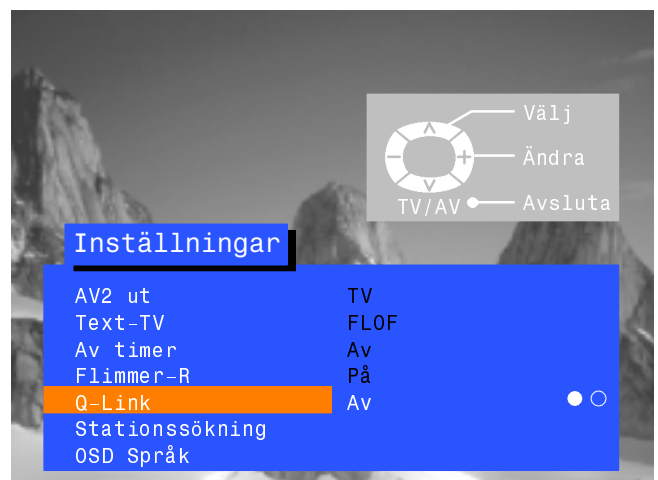 Välj
Ändra
TV/AV Avsluta
Inställningar
AV2 ut TV
Text-TV FLOF
Av timer Av
Flimmer-R På
Q-Link Av
Stationssökning
OSD Språk